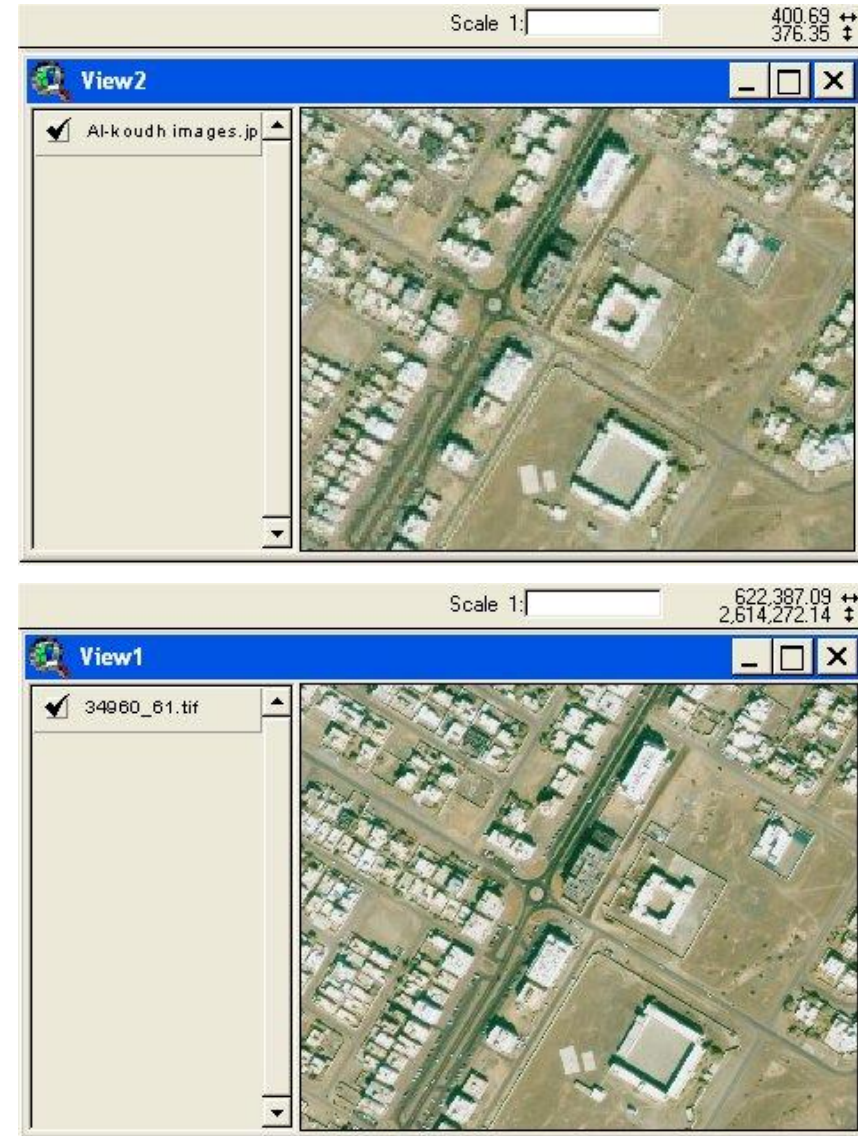 Scale 1:
400.69
376.35
View2
Al-koudh images.jp
Scale 1:
622,387.09
2,614,272.14
View1
34960_61.tif